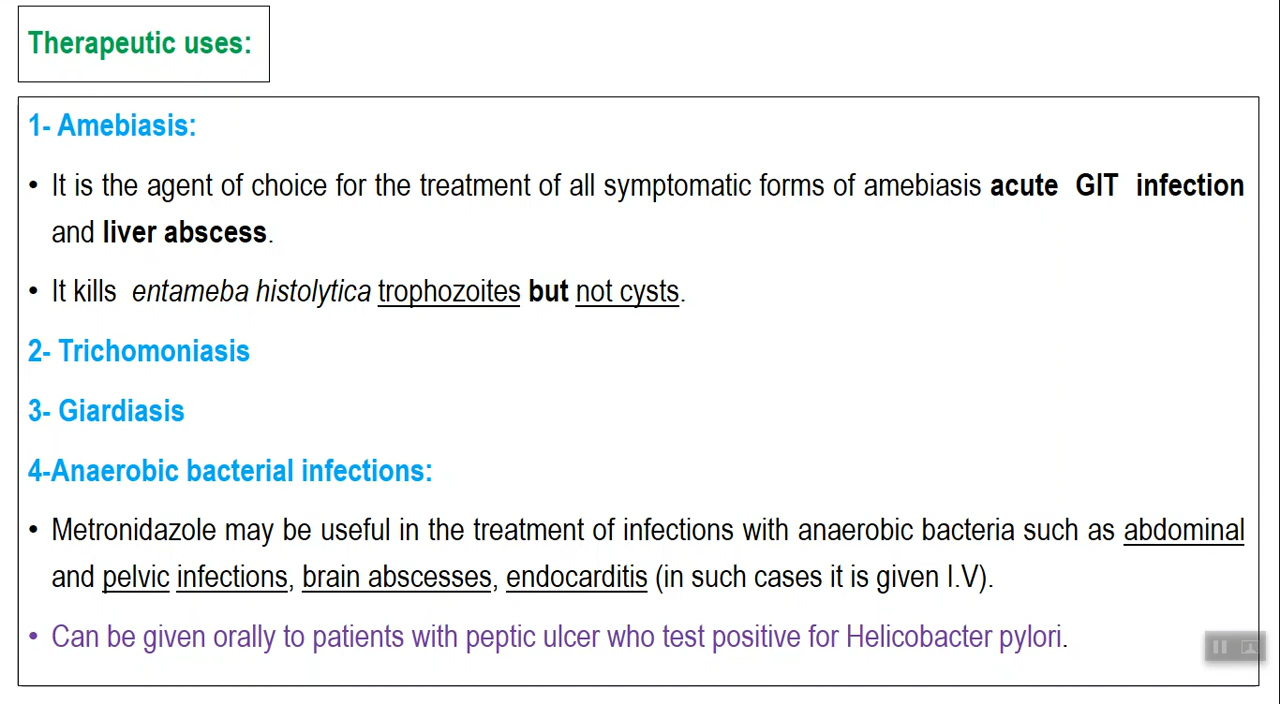 Therapeutic uses:
1- Amebiasis:
• It is the agent of choice for the treatment of all symptomatic forms of amebiasis acute GIT infection
and liver abscess.
• It kills entameba histolytica trophozoites but not cysts.
2- Trichomoniasis
3- Giardiasis
4-Anaerobic bacterial infections:
• Metronidazole may be useful in the treatment of infections with anaerobic bacteria such as abdominal
and pelvic infections, brain abscesses, endocarditis (in such cases it is given I.V).
• Can be given orally to patients with peptic ulcer who test positive for Helicobacter pylori.